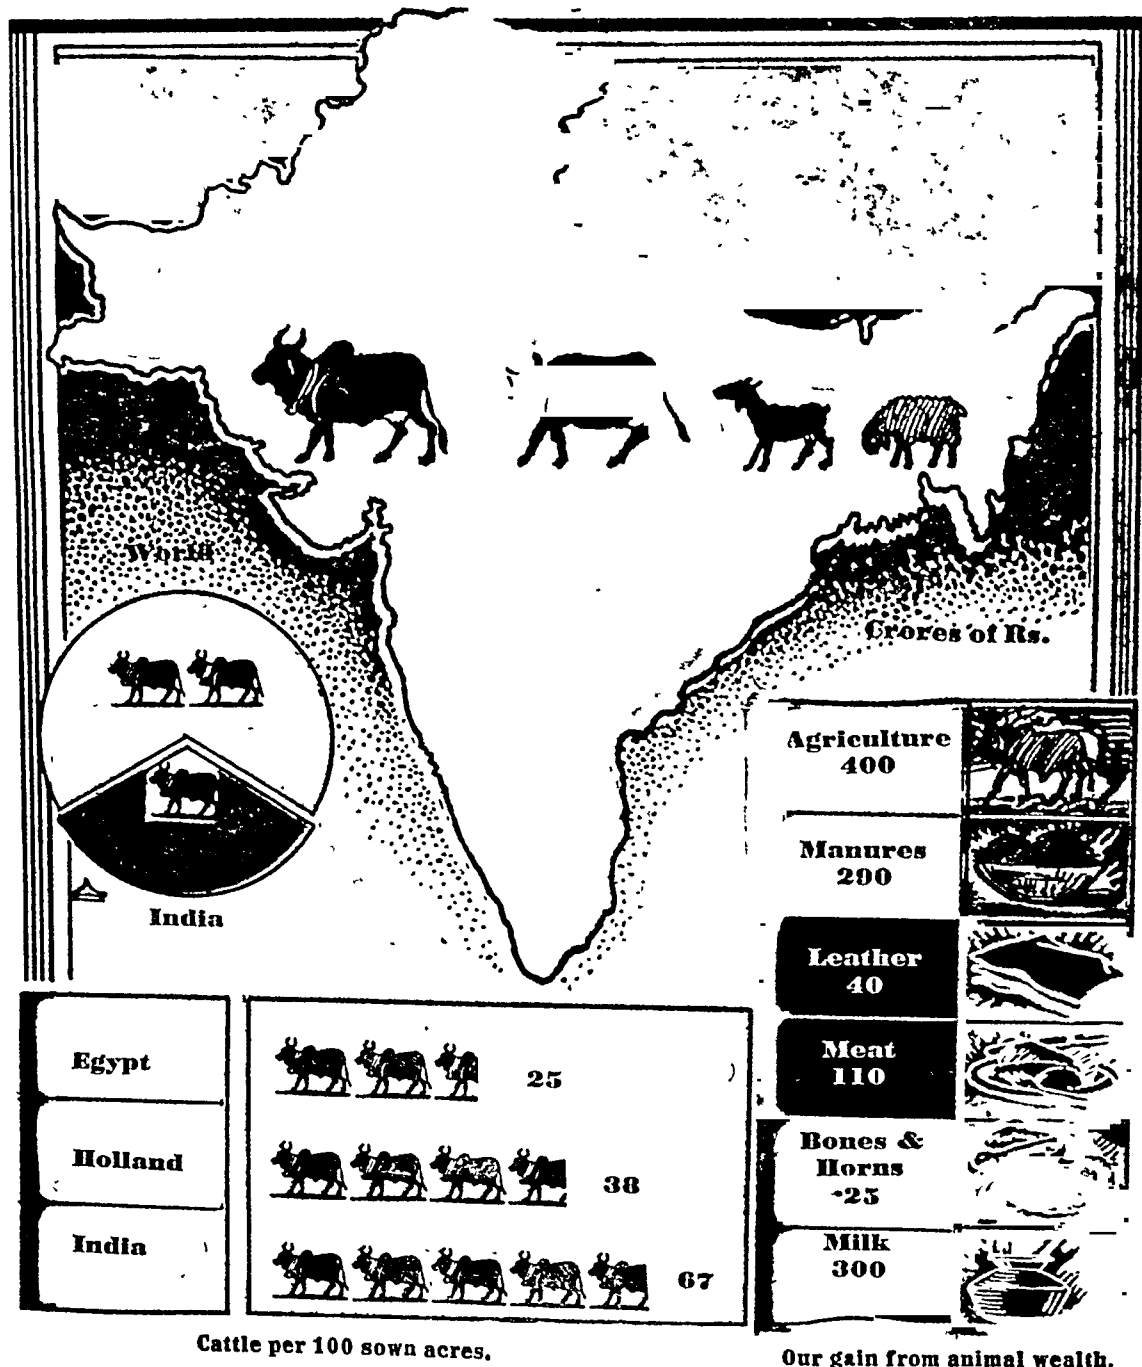 World
India
Crores of Rs.
Agriculture
400
Manures
200
Leather
40
Meat
110
Bones &
Horns
25
Milk
300
Egypt
25
Holland
38
India
67
Cattle per 100 sown acres.
Our gain from animal wealth.